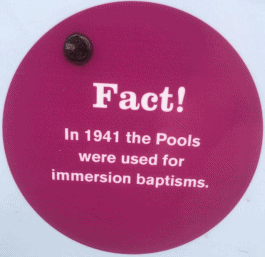 Fact!
In 1941 the Pools
were used for
immersion baptisms.